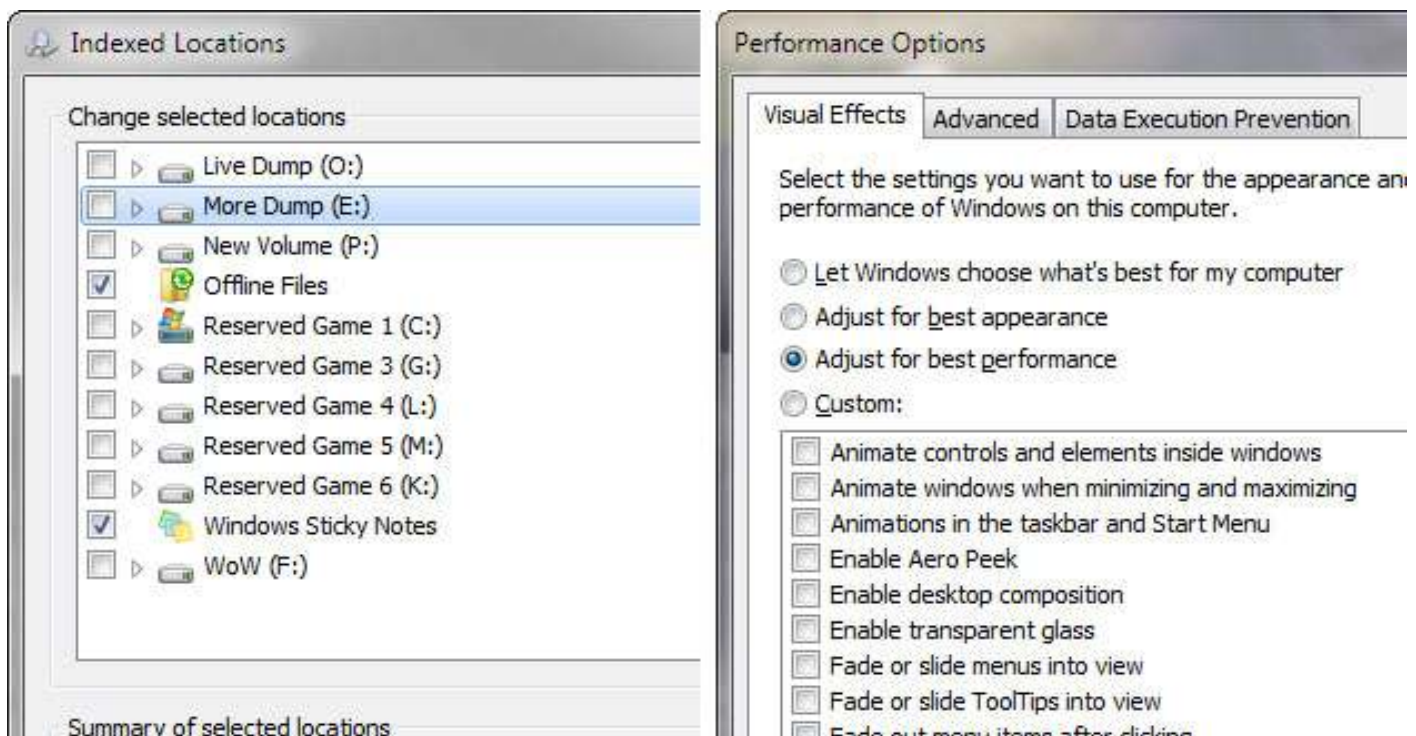 Indexed Locations
Change selected locations
Live Dump (O:)
More Dump (E:)
New Volume (P:)
Offline Files
Reserved Game 1 (C:)
Reserved Game 3 (G:)
Reserved Game 4 (L:)
Reserved Game 5 (M:)
Reserved Game 6 (K:)
Windows Sticky Notes
WoW (F:)
Summary of selected locations
Performance Options
Visual Effects Advanced Data Execution Prevention
Select the settings you want to use for the appearance and
performance of Windows on this computer.
Let Windows choose what's best for my computer
Adjust for best appearance
Adjust for best performance
Custom:
Animate controls and elements inside windows
Animate windows when minimizing and maximizing
Animations in the taskbar and Start Menu
Enable Aero Peek
Enable desktop composition
Enable transparent glass
Fade or slide menus into view
Fade or slide ToolTips into view
Fade out menu items after clicking